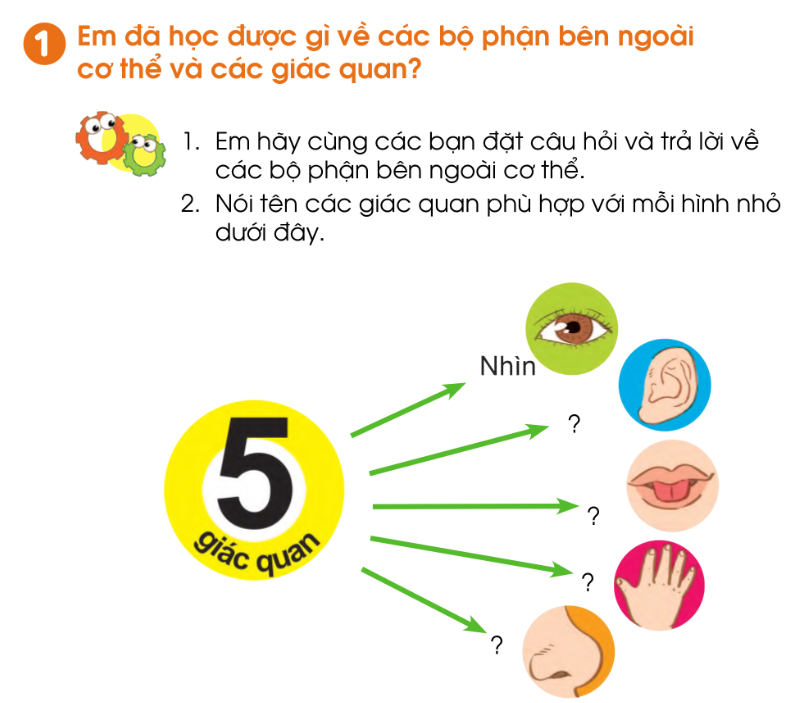 1 Em đã học được gì về các bộ phận bên ngoài
cơ thể và các giác quan?
1. Em hãy cùng các bạn đặt câu hỏi và trả lời về
các bộ phận bên ngoài cơ thể.
2. Nói tên các giác quan phù hợp với mỗi hình nhỏ
dưới đây.
Nhìn
?
5
giác quan
?
?
?